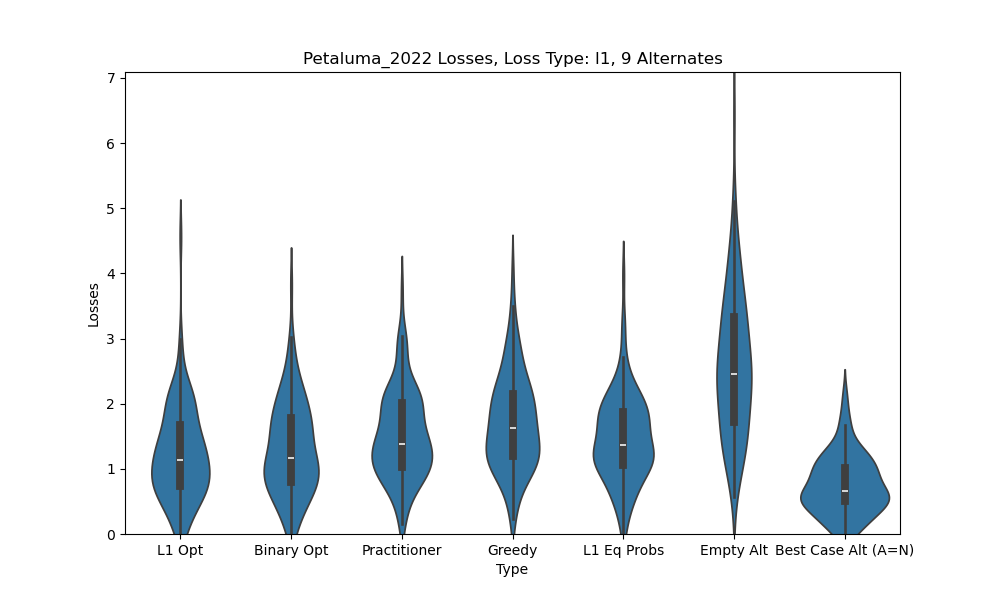 Petaluma_2022 Losses, Loss Type: l1, 9 Alternates
7
6
5
4
3
2
1
0
Losses
L1 Opt
Binary Opt
Practitioner
Greedy
L1 Eq Probs
Empty Alt
Best Case Alt (A=N)
Type